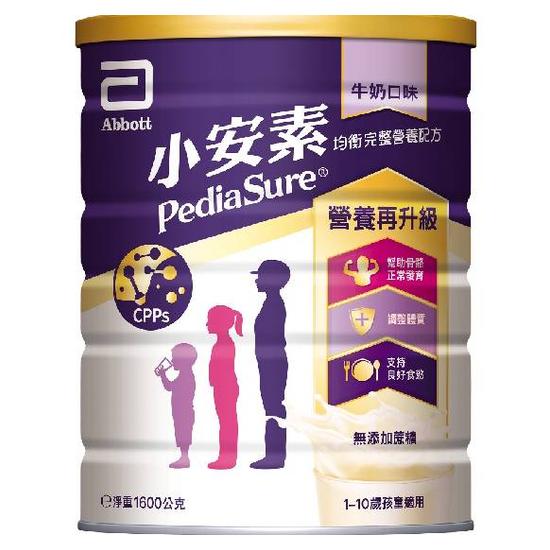 Abbott
牛奶口味
小安素
均衡完整營養配方
PediaSure®
營養再升級
幫助骨骼
正常發育
CPPs
調整體質
支持
良好食慾
無添加蔗糖
℮淨重1600公克
1-10歲孩童適用